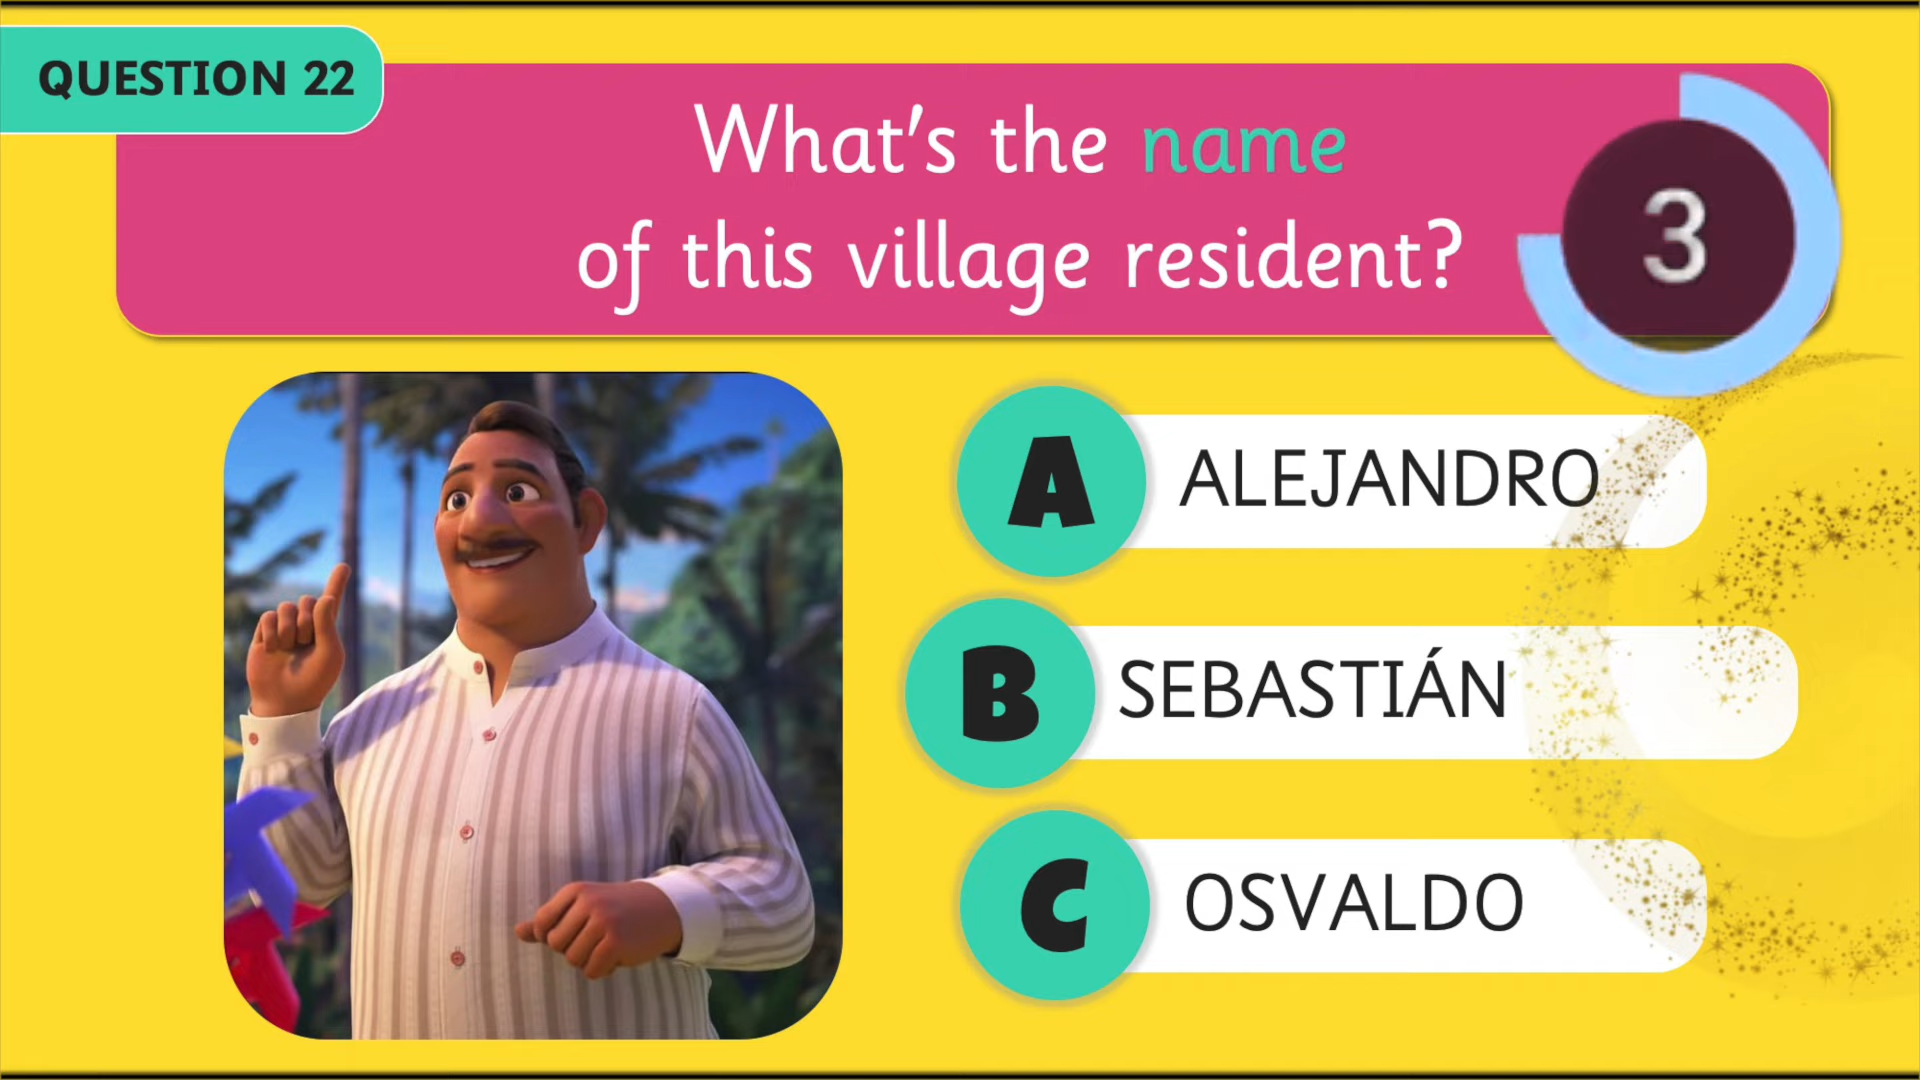 QUESTION 22
What's the name
of this village resident?
3
A ALEJANDRO
B SEBASTIÁN
C OSVALDO